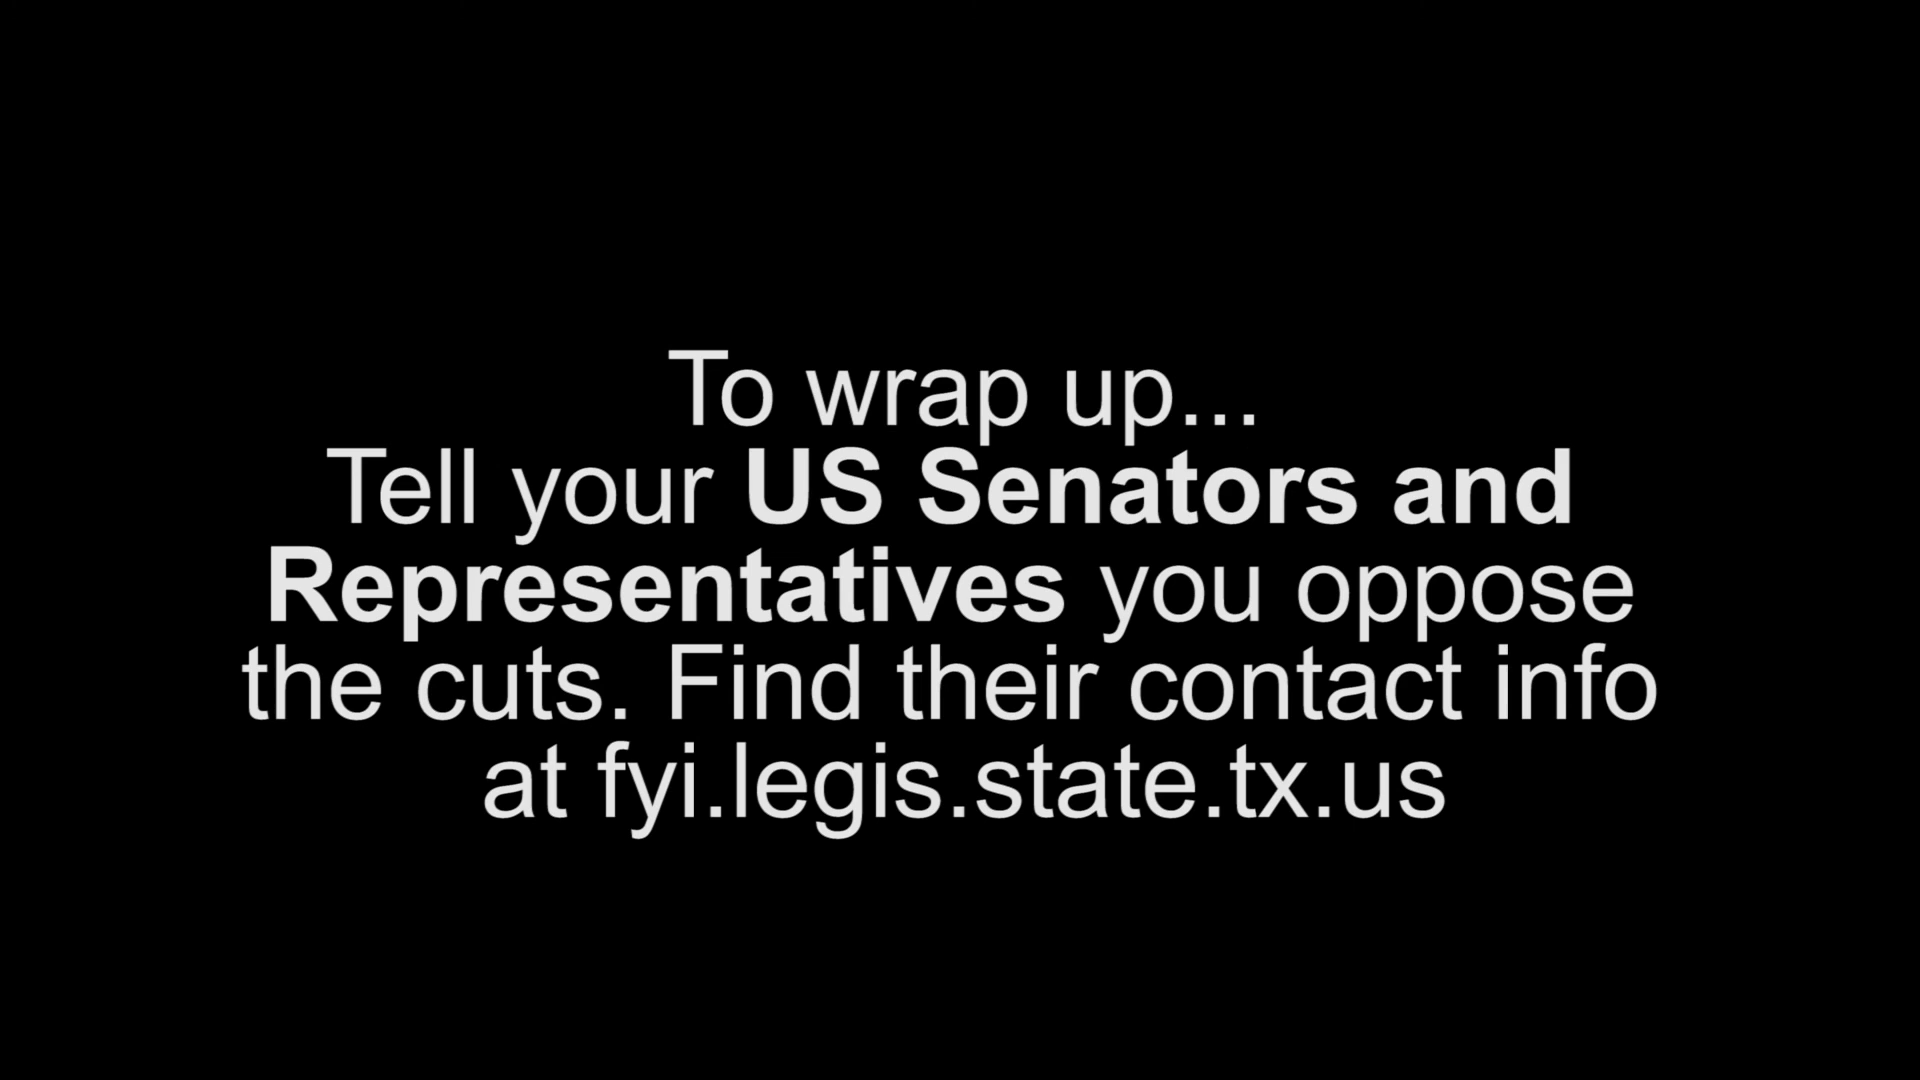 To wrap up...
Tell your US Senators and
Representatives you oppose
the cuts. Find their contact info
at fyi.legis.state.tx.us